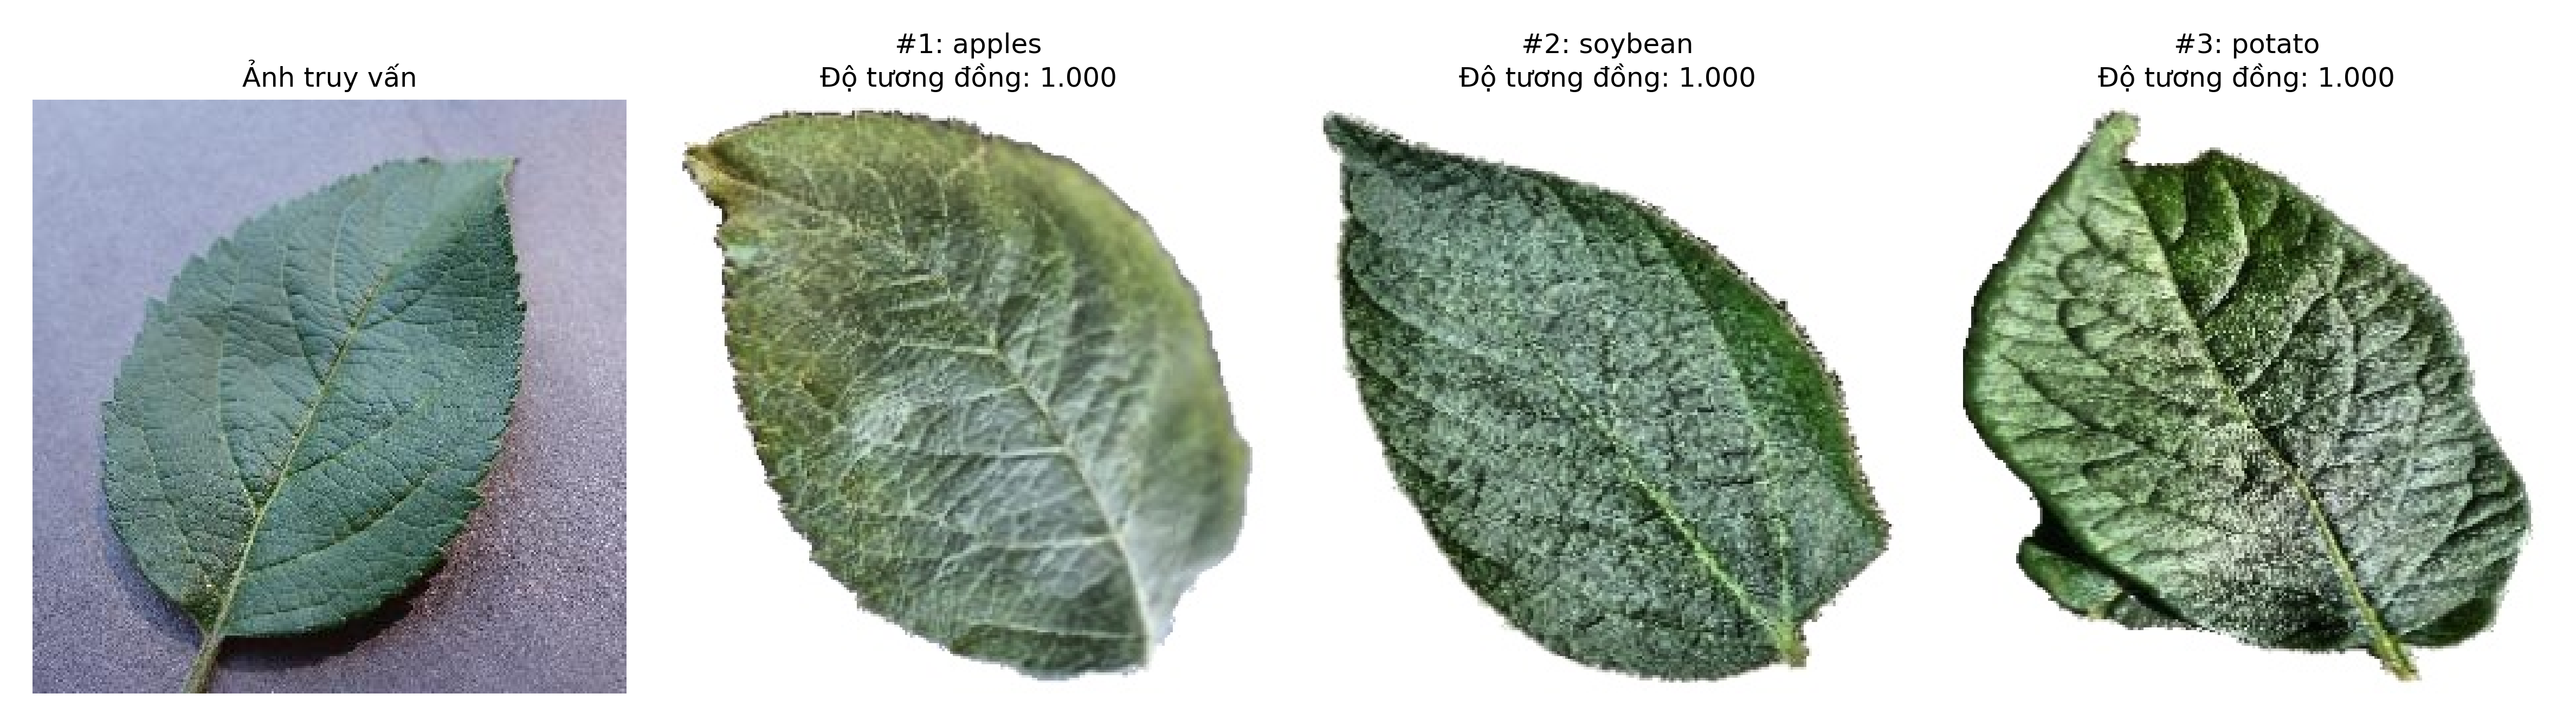 Ảnh truy vấn
#1: apples
Độ tương đồng: 1.000
#2: soybean
Độ tương đồng: 1.000
#3: potato
Độ tương đồng: 1.000